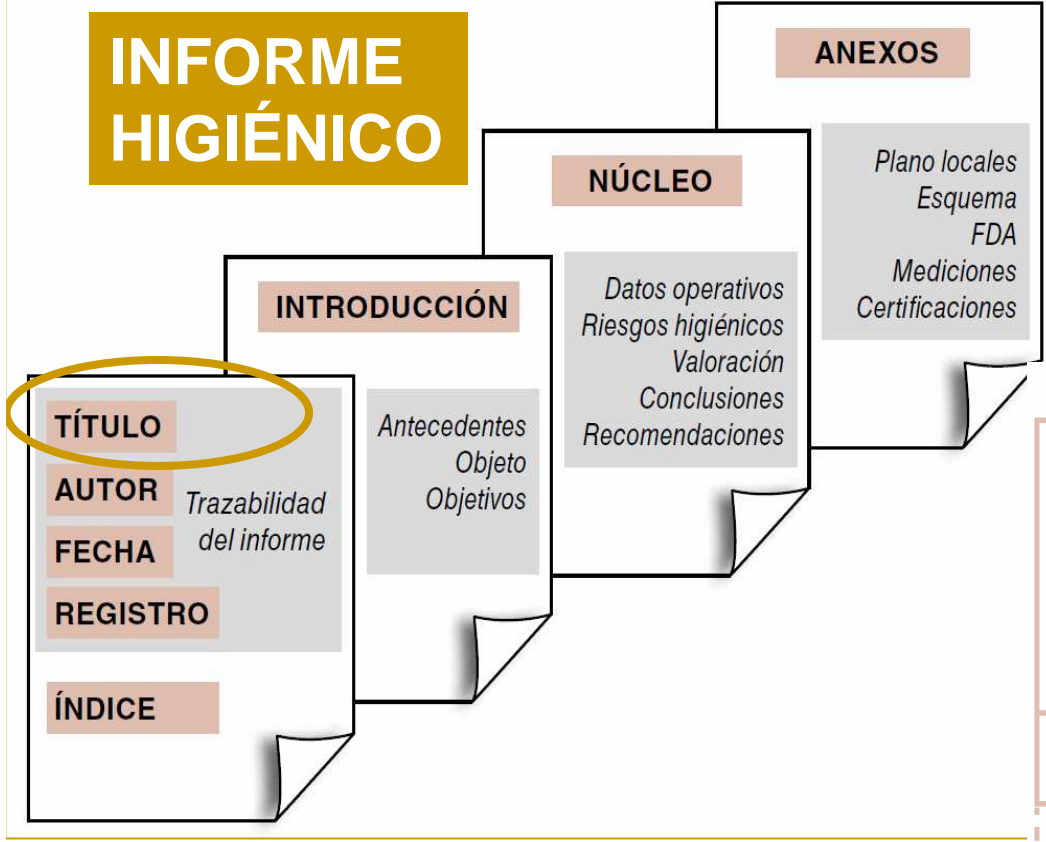 INFORME
HIGIÉNICO
ANEXOS
Plano locales
Esquema
FDA
Mediciones
Certificaciones
NÚCLEO
Datos operativos
Riesgos higiénicos
Valoración
Conclusiones
Recomendaciones
INTRODUCCIÓN
Antecedentes
Objeto
Objetivos
TÍTULO
AUTOR
FECHA
REGISTRO
Trazabilidad
del informe
ÍNDICE